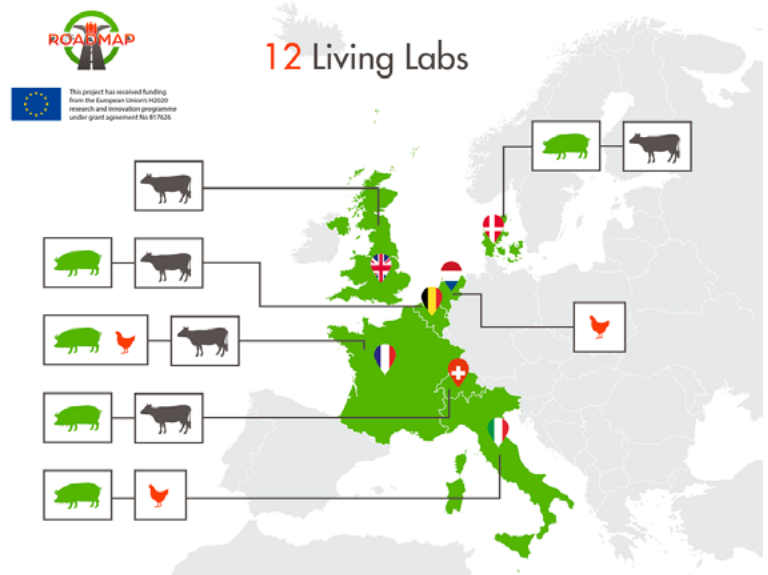 ROADMAP
12 Living Labs
This project has received funding
from the European Union's H2020
research and innovation programme
under grant agreement No 817626